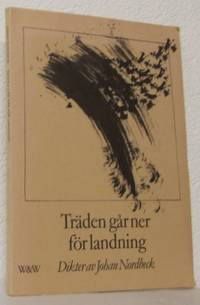 Träden går ner
för landning
W&W Dikter av Johan Nordbeck